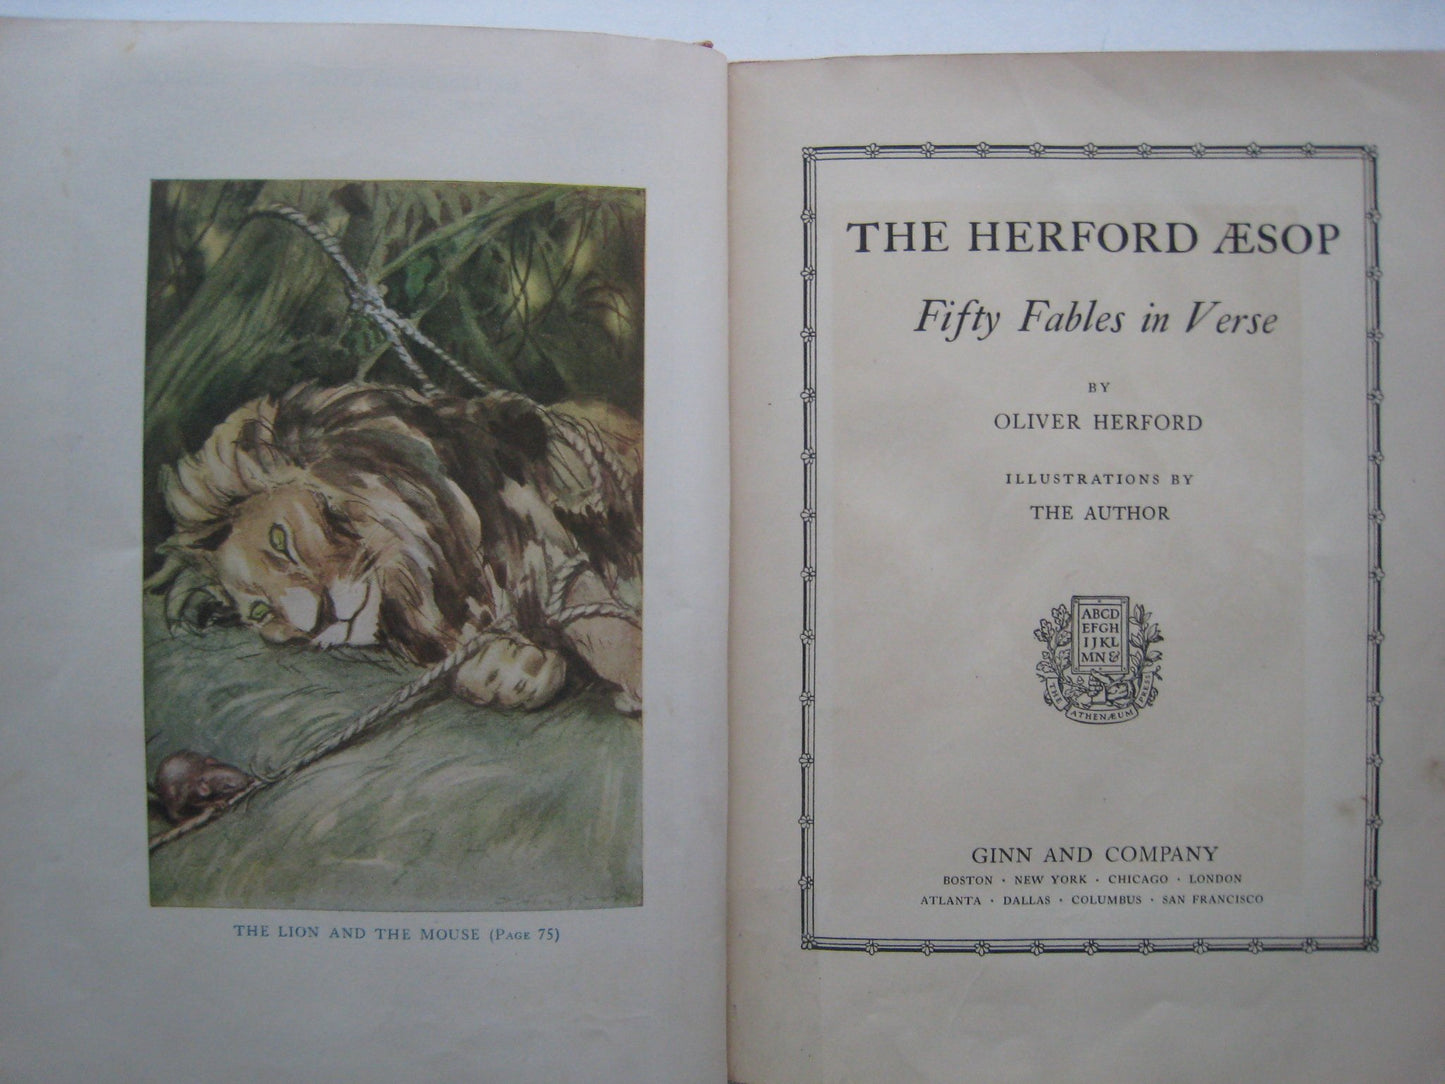 THE LION AND THE MOUSE (PAGE 75)
THE HERFORD ÆSOP
Fifty Fables in Verse
BY
OLIVER HERFORD
ILLUSTRATIONS BY
THE AUTHOR
ABCD
EFGH
IJKL
MN&
THE ATHENÆUM PRESS
GINN AND COMPANY
BOSTON · NEW YORK · CHICAGO · LONDON
ATLANTA · DALLAS · COLUMBUS · SAN FRANCISCO